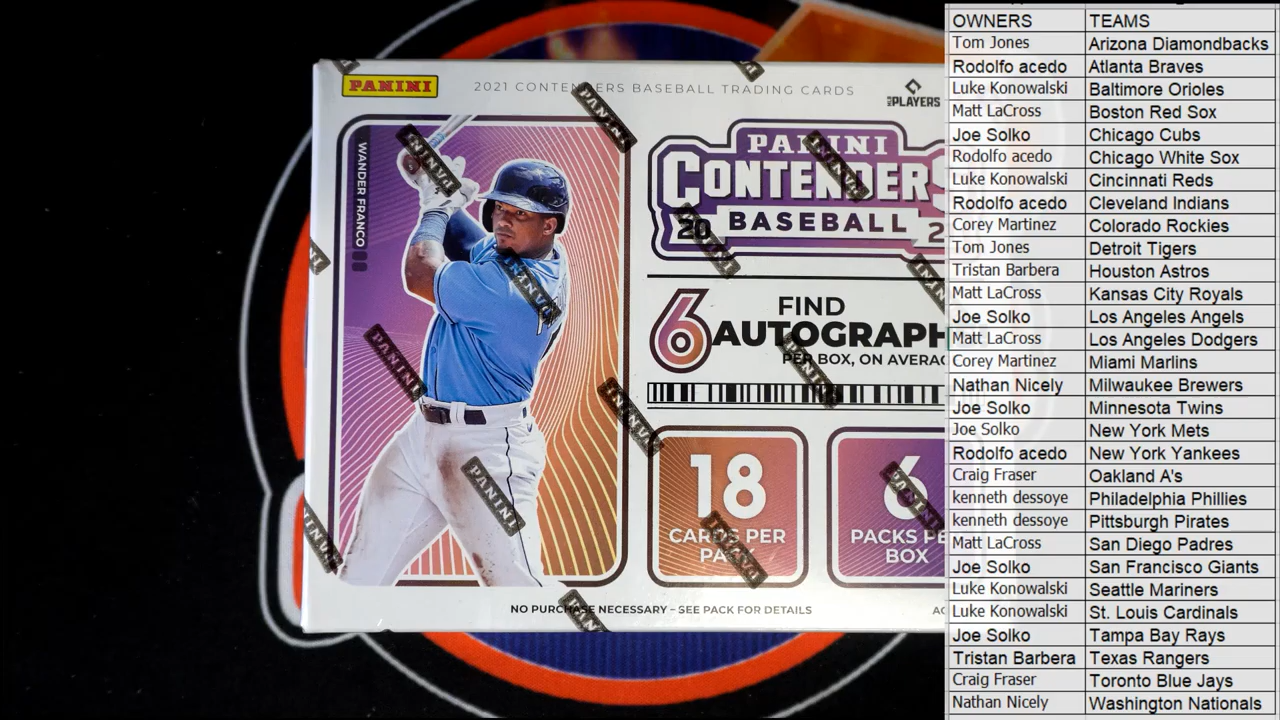 PANINI
2021 CONTENDERS BASEBALL TRADING CARDS
PLAYERS
WANDER FRANCO
PANINI
CONTENDERS
20 BASEBALL 2
6 FIND
AUTOGRAPH
PER BOX, ON AVERAG
18
CARDS PER
PACK
6
PACKS PE
BOX
NO PURCHASE NECESSARY – SEE PACK FOR DETAILS
OWNERS TEAMS
Tom Jones Arizona Diamondbacks
Rodolfo acedo Atlanta Braves
Luke Konowalski Baltimore Orioles
Matt LaCross Boston Red Sox
Joe Solko Chicago Cubs
Rodolfo acedo Chicago White Sox
Luke Konowalski Cincinnati Reds
Rodolfo acedo Cleveland Indians
Corey Martinez Colorado Rockies
Tom Jones Detroit Tigers
Tristan Barbera Houston Astros
Matt LaCross Kansas City Royals
Joe Solko Los Angeles Angels
Matt LaCross Los Angeles Dodgers
Corey Martinez Miami Marlins
Nathan Nicely Milwaukee Brewers
Joe Solko Minnesota Twins
Joe Solko New York Mets
Rodolfo acedo New York Yankees
Craig Fraser Oakland A's
kenneth dessoye Philadelphia Phillies
kenneth dessoye Pittsburgh Pirates
Matt LaCross San Diego Padres
Joe Solko San Francisco Giants
Luke Konowalski Seattle Mariners
Luke Konowalski St. Louis Cardinals
Joe Solko Tampa Bay Rays
Tristan Barbera Texas Rangers
Craig Fraser Toronto Blue Jays
Nathan Nicely Washington Nationals